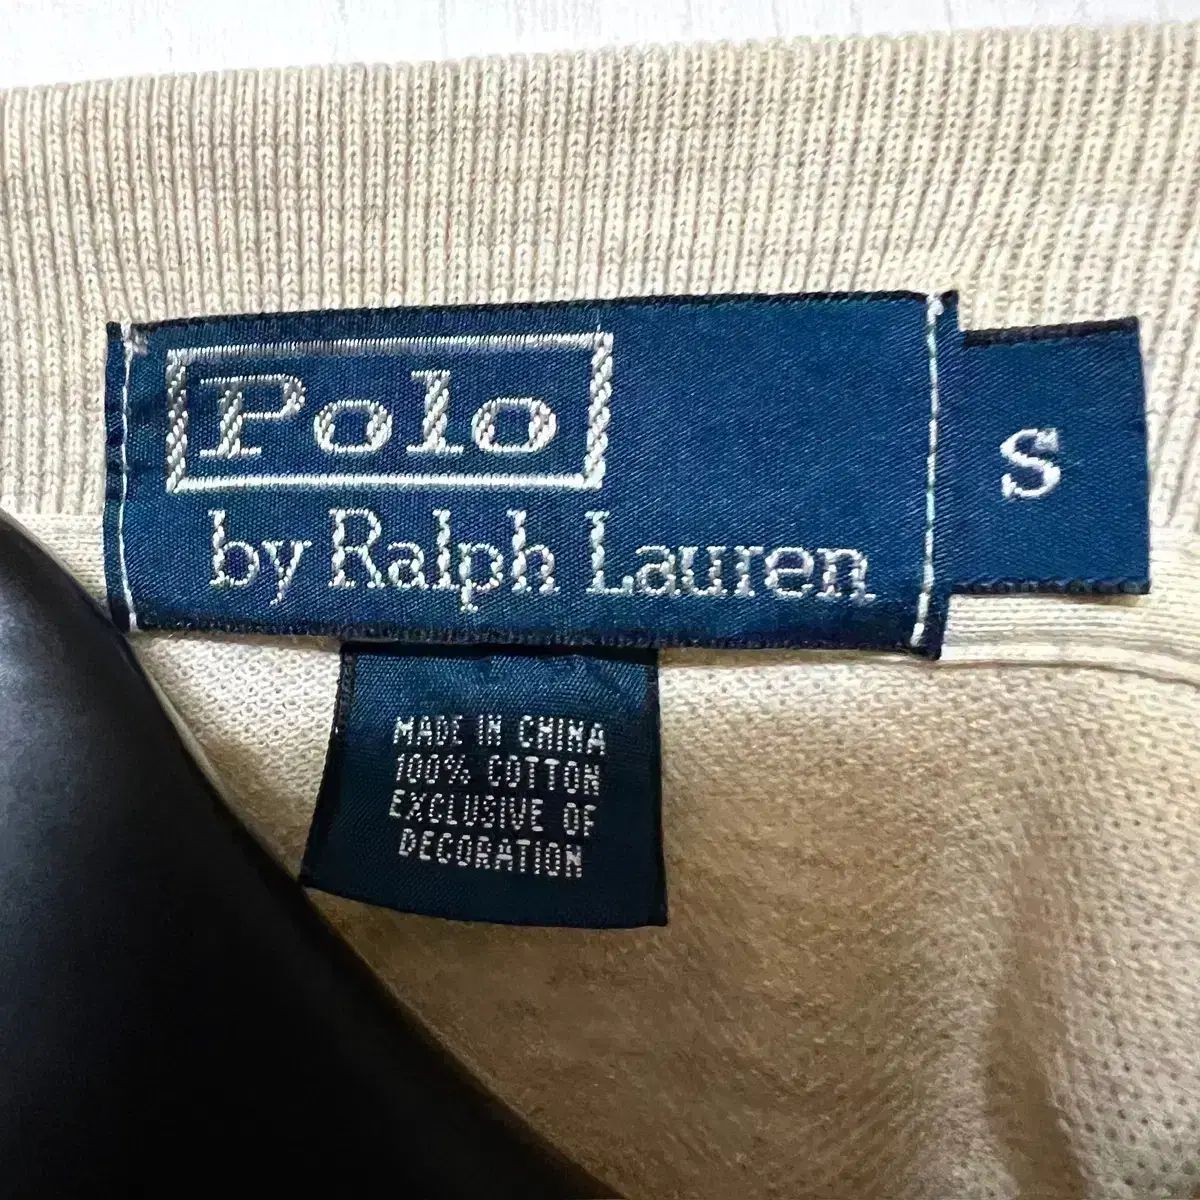 Polo
by Ralph Lauren
S
MADE IN CHINA
100% COTTON
EXCLUSIVE OF
DECORATION